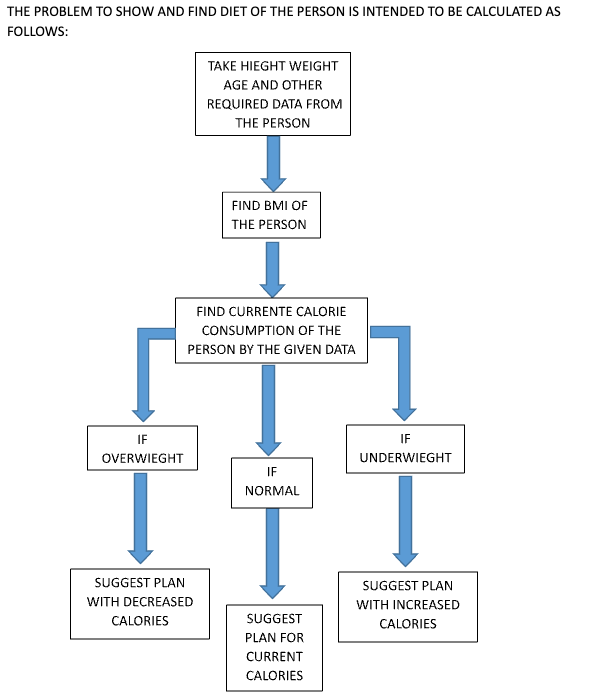 THE PROBLEM TO SHOW AND FIND DIET OF THE PERSON IS INTENDED TO BE CALCULATED AS
FOLLOWS:
TAKE HIEGHT WEIGHT
AGE AND OTHER
REQUIRED DATA FROM
THE PERSON
FIND BMI OF
THE PERSON
FIND CURRENTE CALORIE
CONSUMPTION OF THE
PERSON BY THE GIVEN DATA
IF
OVERWIEGHT
IF
NORMAL
IF
UNDERWIEGHT
SUGGEST PLAN
WITH DECREASED
CALORIES
SUGGEST
PLAN FOR
CURRENT
CALORIES
SUGGEST PLAN
WITH INCREASED
CALORIES